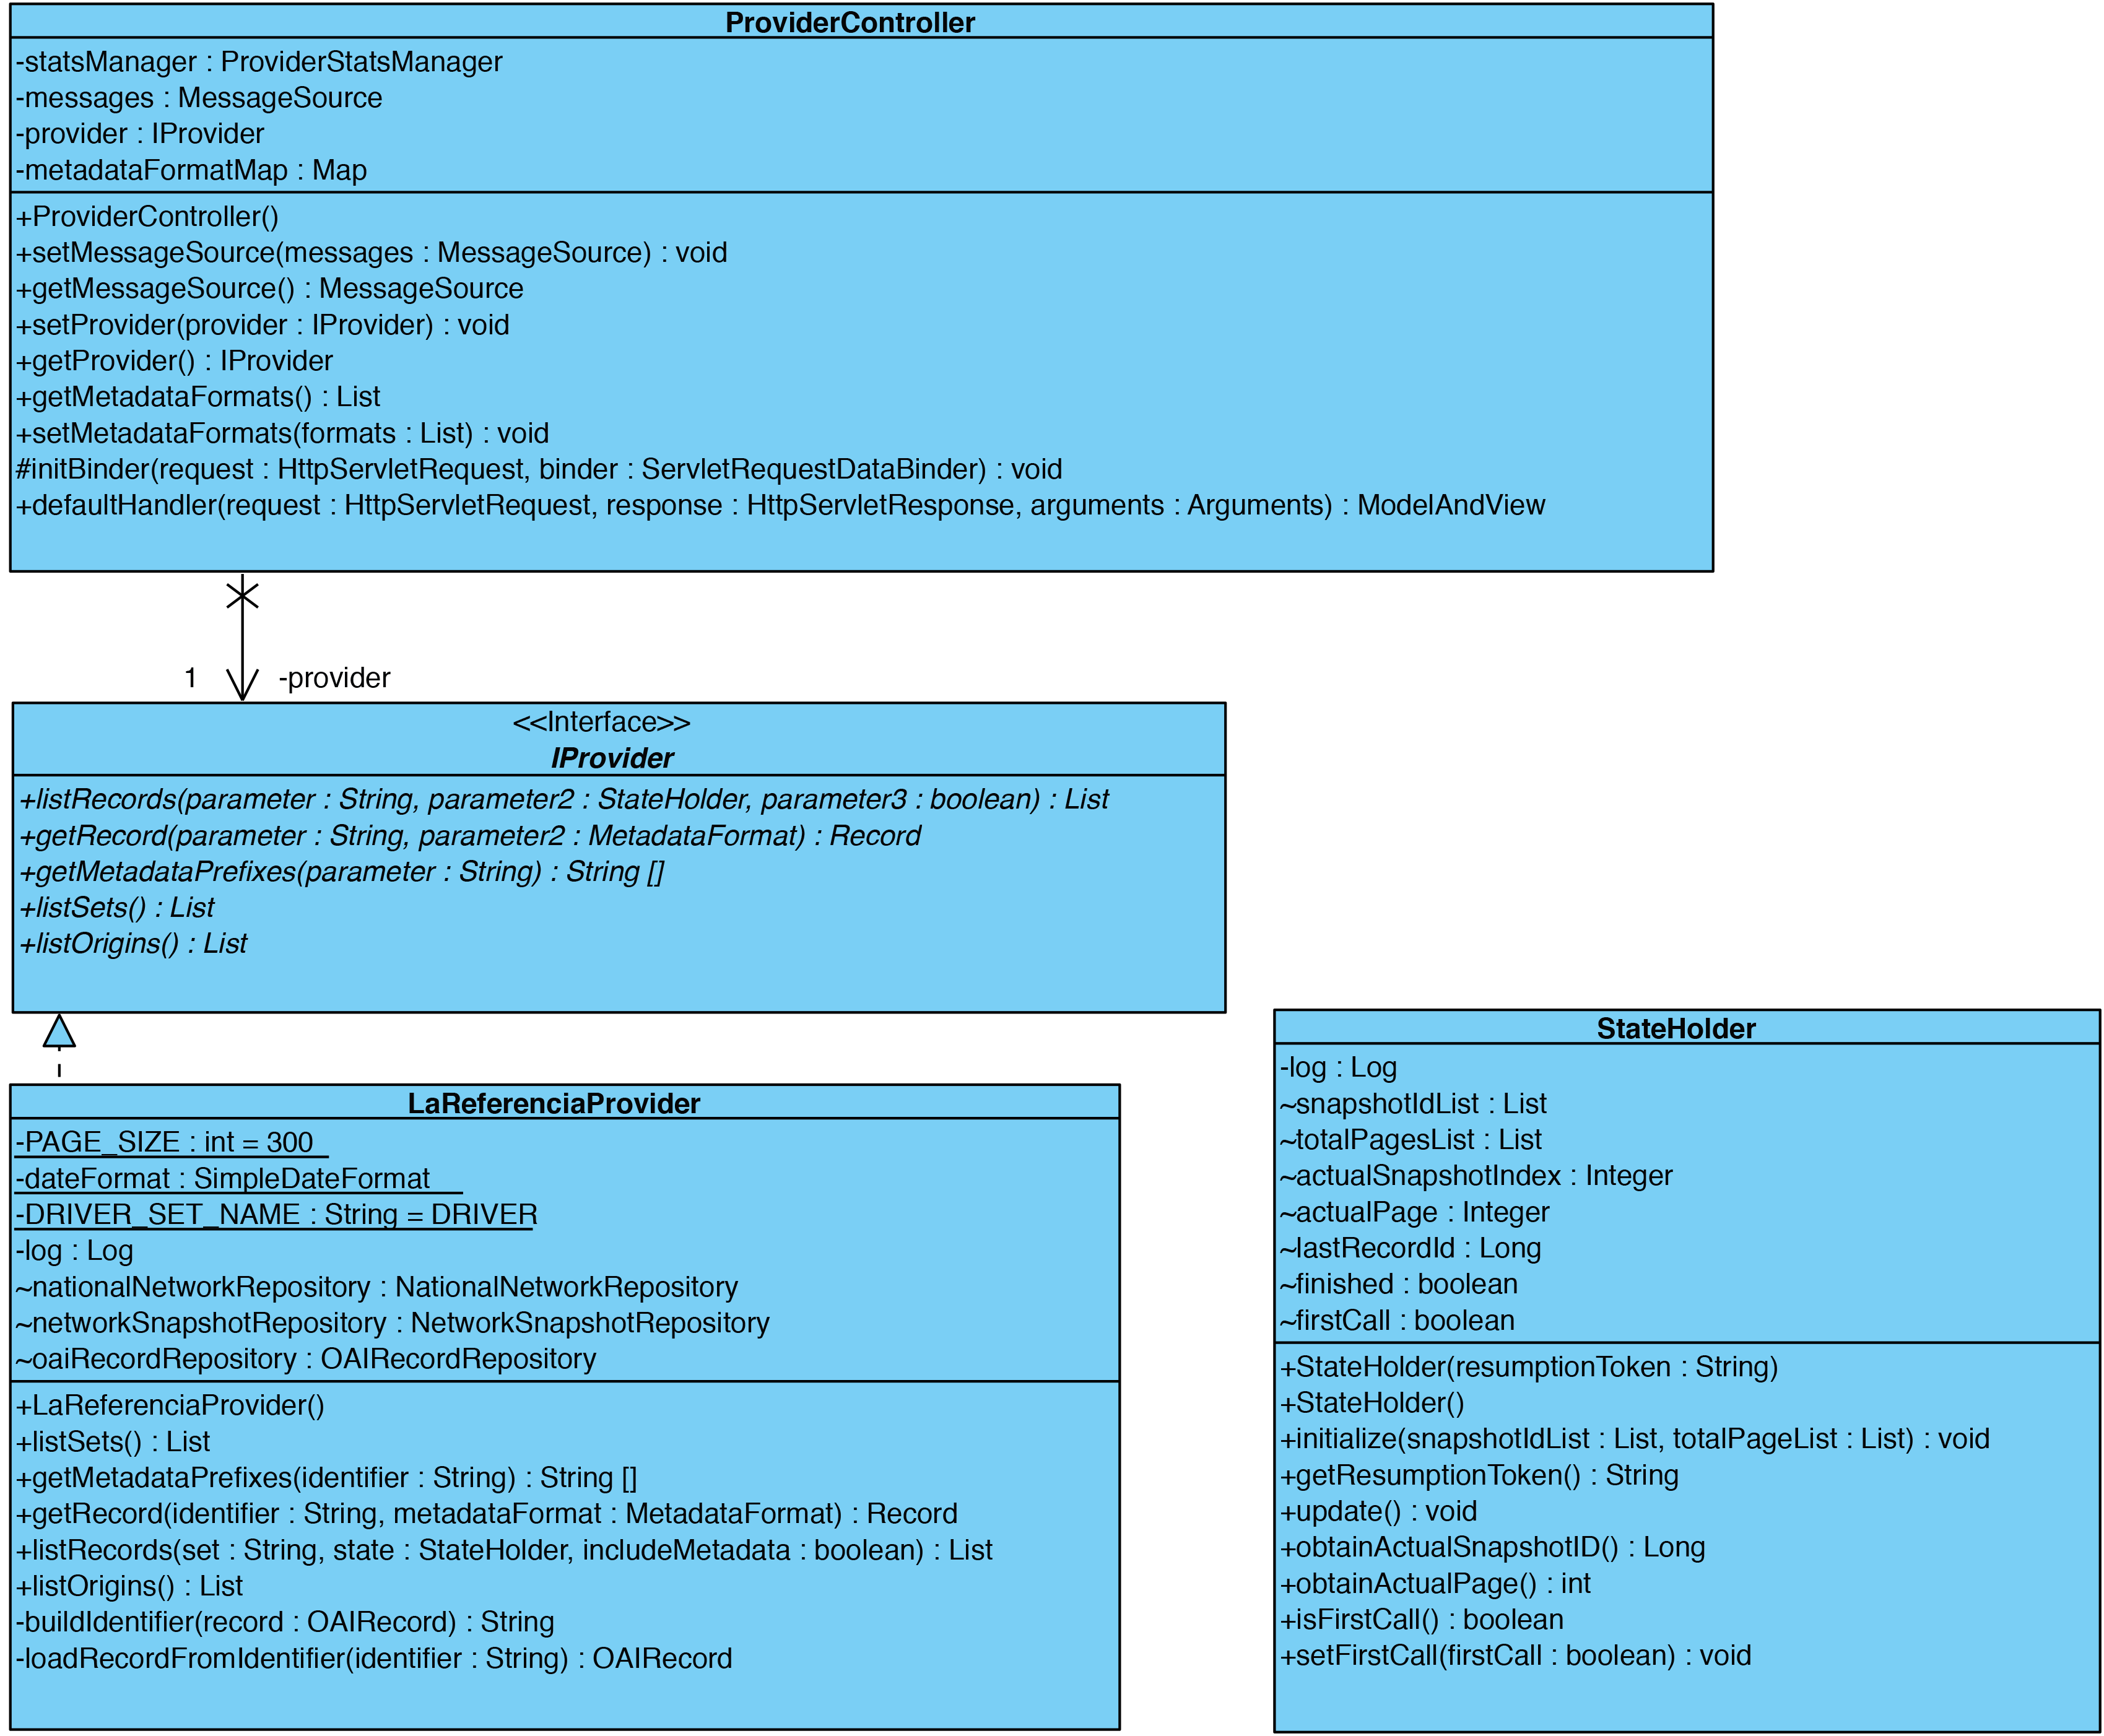 ProviderController
-statsManager : ProviderStatsManager
-messages : MessageSource
-provider : IProvider
-metadataFormatMap : Map
+ProviderController()
+setMessageSource(messages : MessageSource) : void
+getMessageSource() : MessageSource
+setProvider(provider : IProvider) : void
+getProvider() : IProvider
+getMetadataFormats() : List
+setMetadataFormats(formats : List) : void
#initBinder(request : HttpServletRequest, binder : ServletRequestDataBinder) : void
+defaultHandler(request : HttpServletRequest, response : HttpServletResponse, arguments : Arguments) : ModelAndView
1 -provider
<<Interface>>
IProvider
+listRecords(parameter : String, parameter2 : StateHolder, parameter3 : boolean) : List
+getRecord(parameter : String, parameter2 : MetadataFormat) : Record
+getMetadataPrefixes(parameter : String) : String []
+listSets() : List
+listOrigins() : List
LaReferenciaProvider
-PAGE_SIZE : int = 300
-dateFormat : SimpleDateFormat
-DRIVER_SET_NAME : String = DRIVER
-log : Log
~nationalNetworkRepository : NationalNetworkRepository
~networkSnapshotRepository : NetworkSnapshotRepository
~oaiRecordRepository : OAIRecordRepository
+LaReferenciaProvider()
+listSets() : List
+getMetadataPrefixes(identifier : String) : String []
+getRecord(identifier : String, metadataFormat : MetadataFormat) : Record
+listRecords(set : String, state : StateHolder, includeMetadata : boolean) : List
+listOrigins() : List
-buildIdentifier(record : OAIRecord) : String
-loadRecordFromIdentifier(identifier : String) : OAIRecord
StateHolder
-log : Log
~snapshotIdList : List
~totalPagesList : List
~actualSnapshotIndex : Integer
~actualPage : Integer
~lastRecordId : Long
~finished : boolean
~firstCall : boolean
+StateHolder(resumptionToken : String)
+StateHolder()
+initialize(snapshotIdList : List, totalPageList : List) : void
+getResumptionToken() : String
+update() : void
+obtainActualSnapshotID() : Long
+obtainActualPage() : int
+isFirstCall() : boolean
+setFirstCall(firstCall : boolean) : void